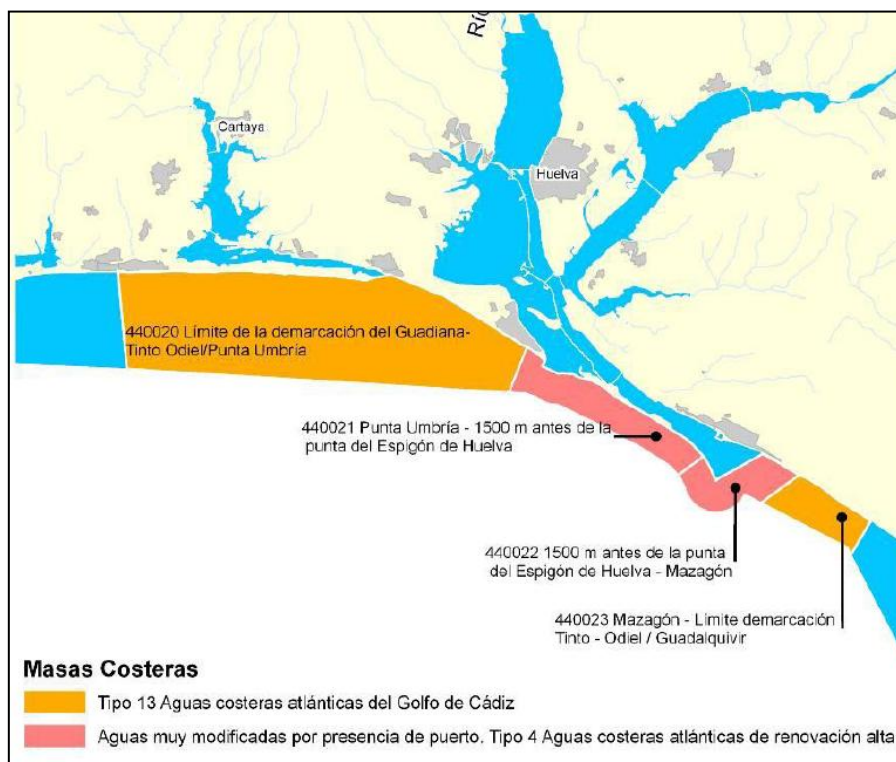 Río
Cartaya
Huelva
440020 Límite de la demarcación del Guadiana-
Tinto Odiel/Punta Umbría
440021 Punta Umbría - 1500 m antes de la
punta del Espigón de Huelva
440022 1500 m antes de la punta
del Espigón de Huelva - Mazagón
440023 Mazagón - Límite demarcación
Tinto - Odiel / Guadalquivir
Masas Costeras
Tipo 13 Aguas costeras atlánticas del Golfo de Cádiz
Aguas muy modificadas por presencia de puerto. Tipo 4 Aguas costeras atlánticas de renovación alta